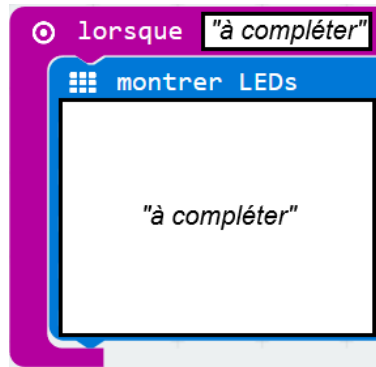 lorsque "à compléter"
montrer LEDs
"à compléter"